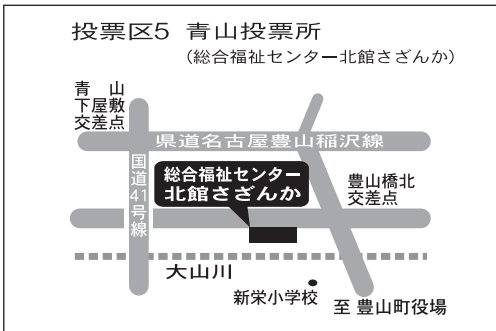 投票区5 青山投票所
(総合福祉センター北館さざんか)
青 山
下屋敷
交差点
県道名古屋豊山稲沢線
国道41号線
総合福祉センター
北館さざんか
豊山橋北
交差点
大山川
新栄小学校
至 豊山町役場